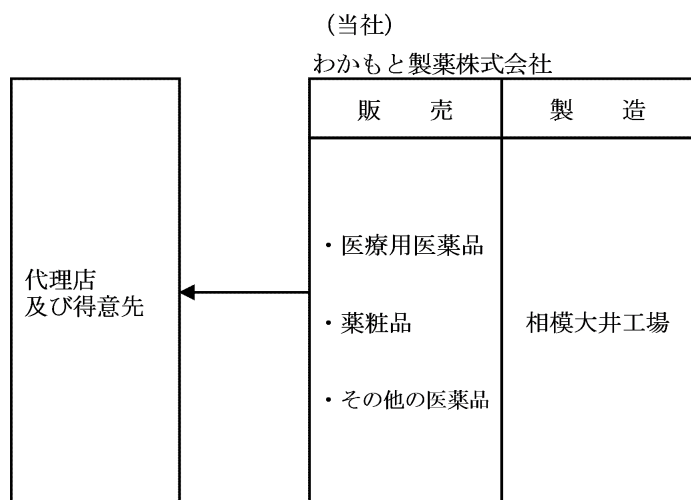 （当社）
わかもと製薬株式会社
販　　売
製　　造
・医療用医薬品
代理店
及び得意先
・薬粧品
相模大井工場
・その他の医薬品